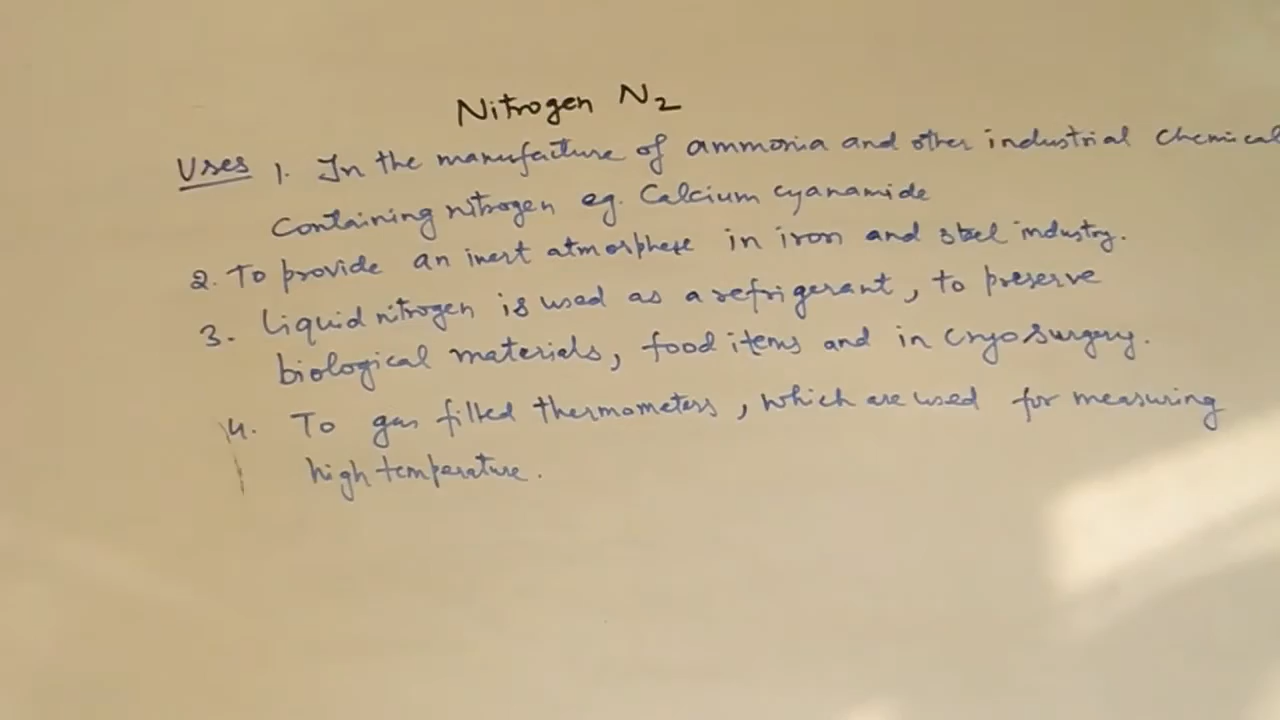 Nitrogen N2
Uses 1. In the manufacture of ammonia and other industrial chemical
Containing nitrogen eg. Calcium cyanamide
2. To provide an inert atmosphere in iron and steel industry.
3. Liquid nitrogen is used as a refrigerant, to preserve
biological materials, food items and in cryosurgery.
4. To gas filled thermometers, which are used for measuring
high temperature.